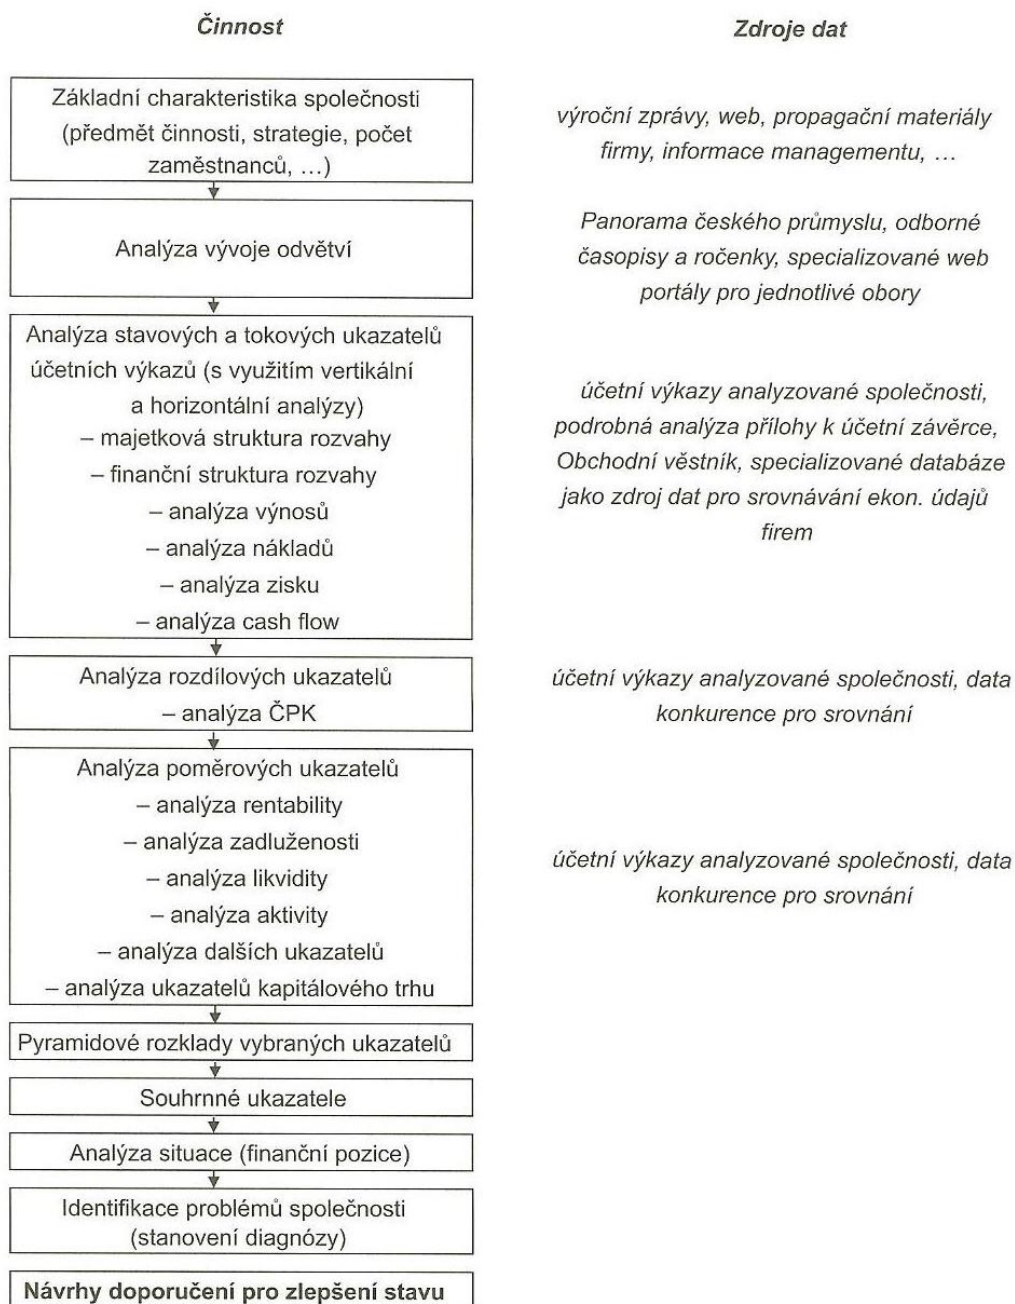 Činnost
Zdroje dat
Základní charakteristika společnosti
(předmět činnosti, strategie, počet
zaměstnanců, …)
výroční zprávy, web, propagační materiály
firmy, informace managementu, …
Analýza vývoje odvětví
Panorama českého průmyslu, odborné
časopisy a ročenky, specializované web
portály pro jednotlivé obory
Analýza stavových a tokových ukazatelů
účetních výkazů (s využitím vertikální
a horizontální analýzy)
– majetková struktura rozvahy
– finanční struktura rozvahy
– analýza výnosů
– analýza nákladů
– analýza zisku
– analýza cash flow
účetní výkazy analyzované společnosti,
podrobná analýza přílohy k účetní závěrce,
Obchodní věstník, specializované databáze
jako zdroj dat pro srovnávání ekon. údajů
firem
Analýza rozdílových ukazatelů
– analýza ČPK
účetní výkazy analyzované společnosti, data
konkurence pro srovnání
Analýza poměrových ukazatelů
– analýza rentability
– analýza zadluženosti
– analýza likvidity
– analýza aktivity
– analýza dalších ukazatelů
– analýza ukazatelů kapitálového trhu
účetní výkazy analyzované společnosti, data
konkurence pro srovnání
Pyramidové rozklady vybraných ukazatelů
Souhrnné ukazatele
Analýza situace (finanční pozice)
Identifikace problémů společnosti
(stanovení diagnózy)
Návrhy doporučení pro zlepšení stavu